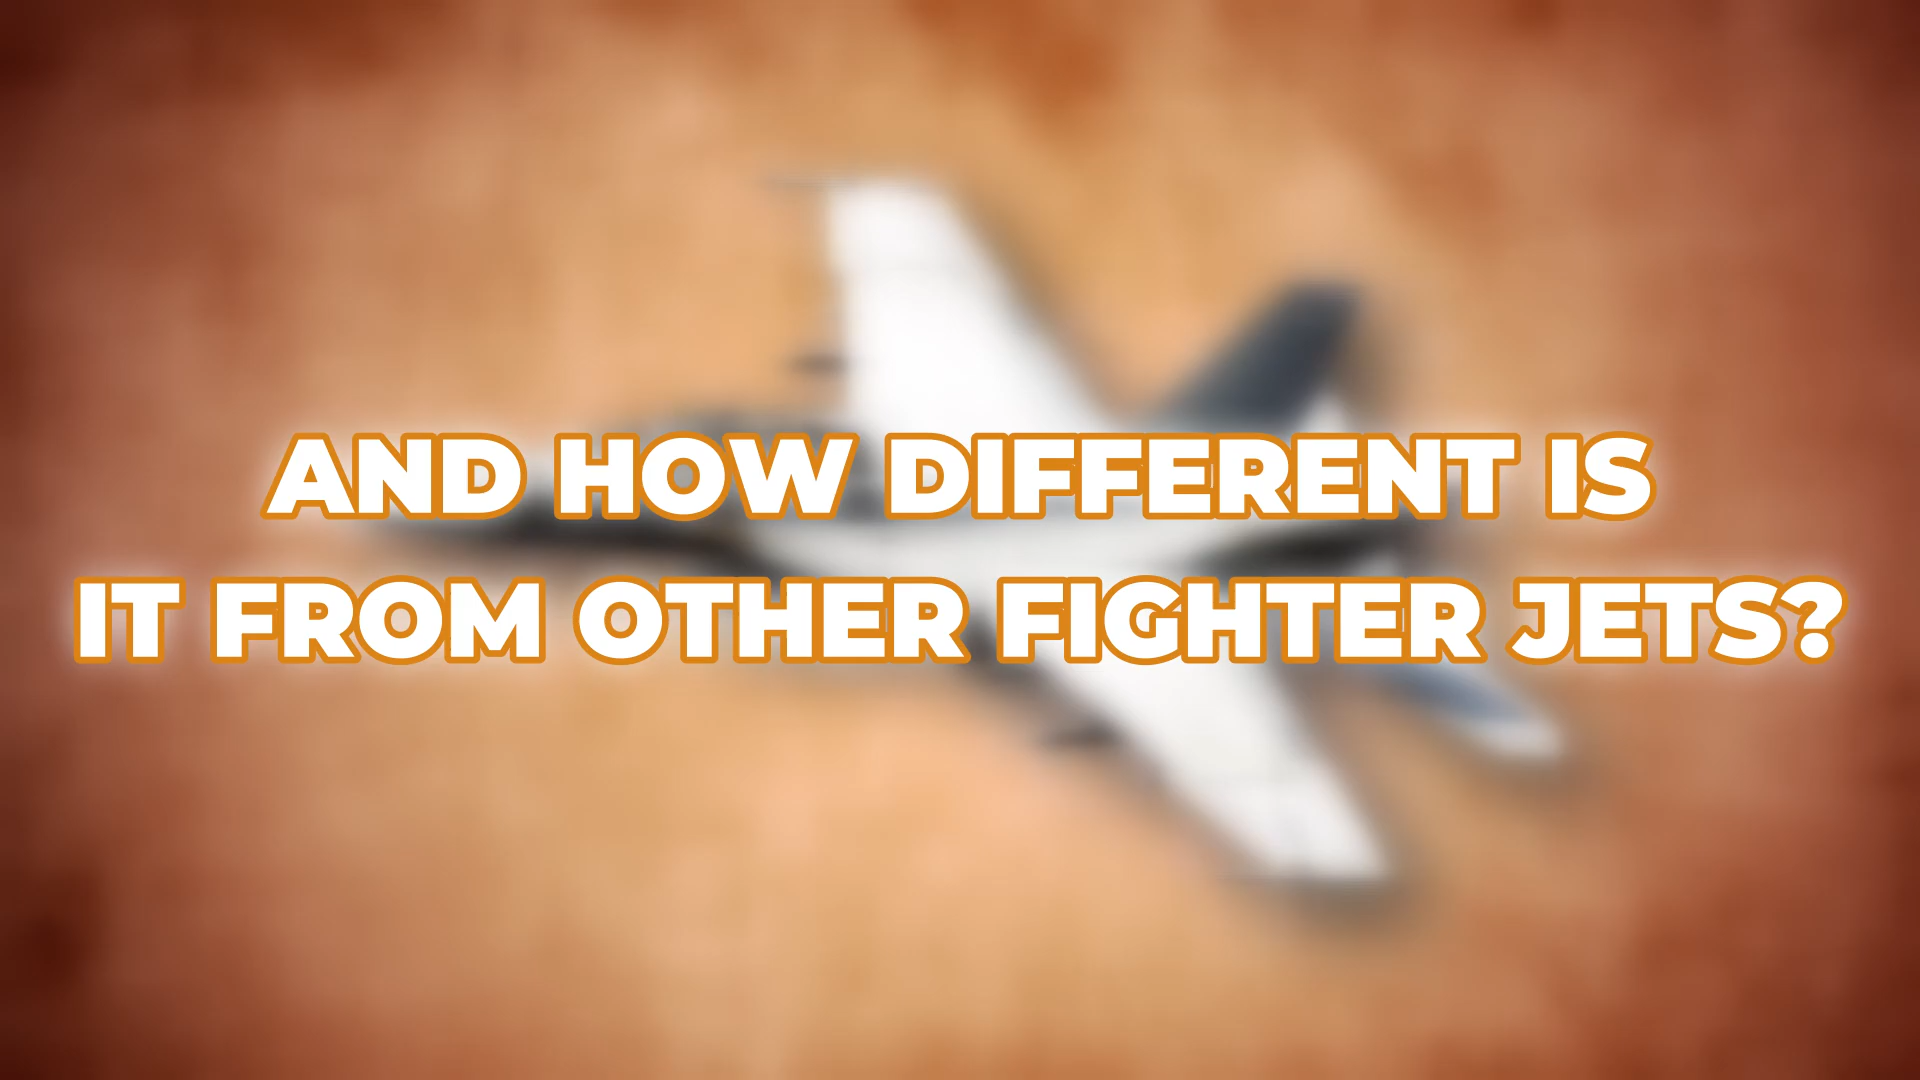 AND HOW DIFFERENT IS
IT FROM OTHER FIGHTER JETS?